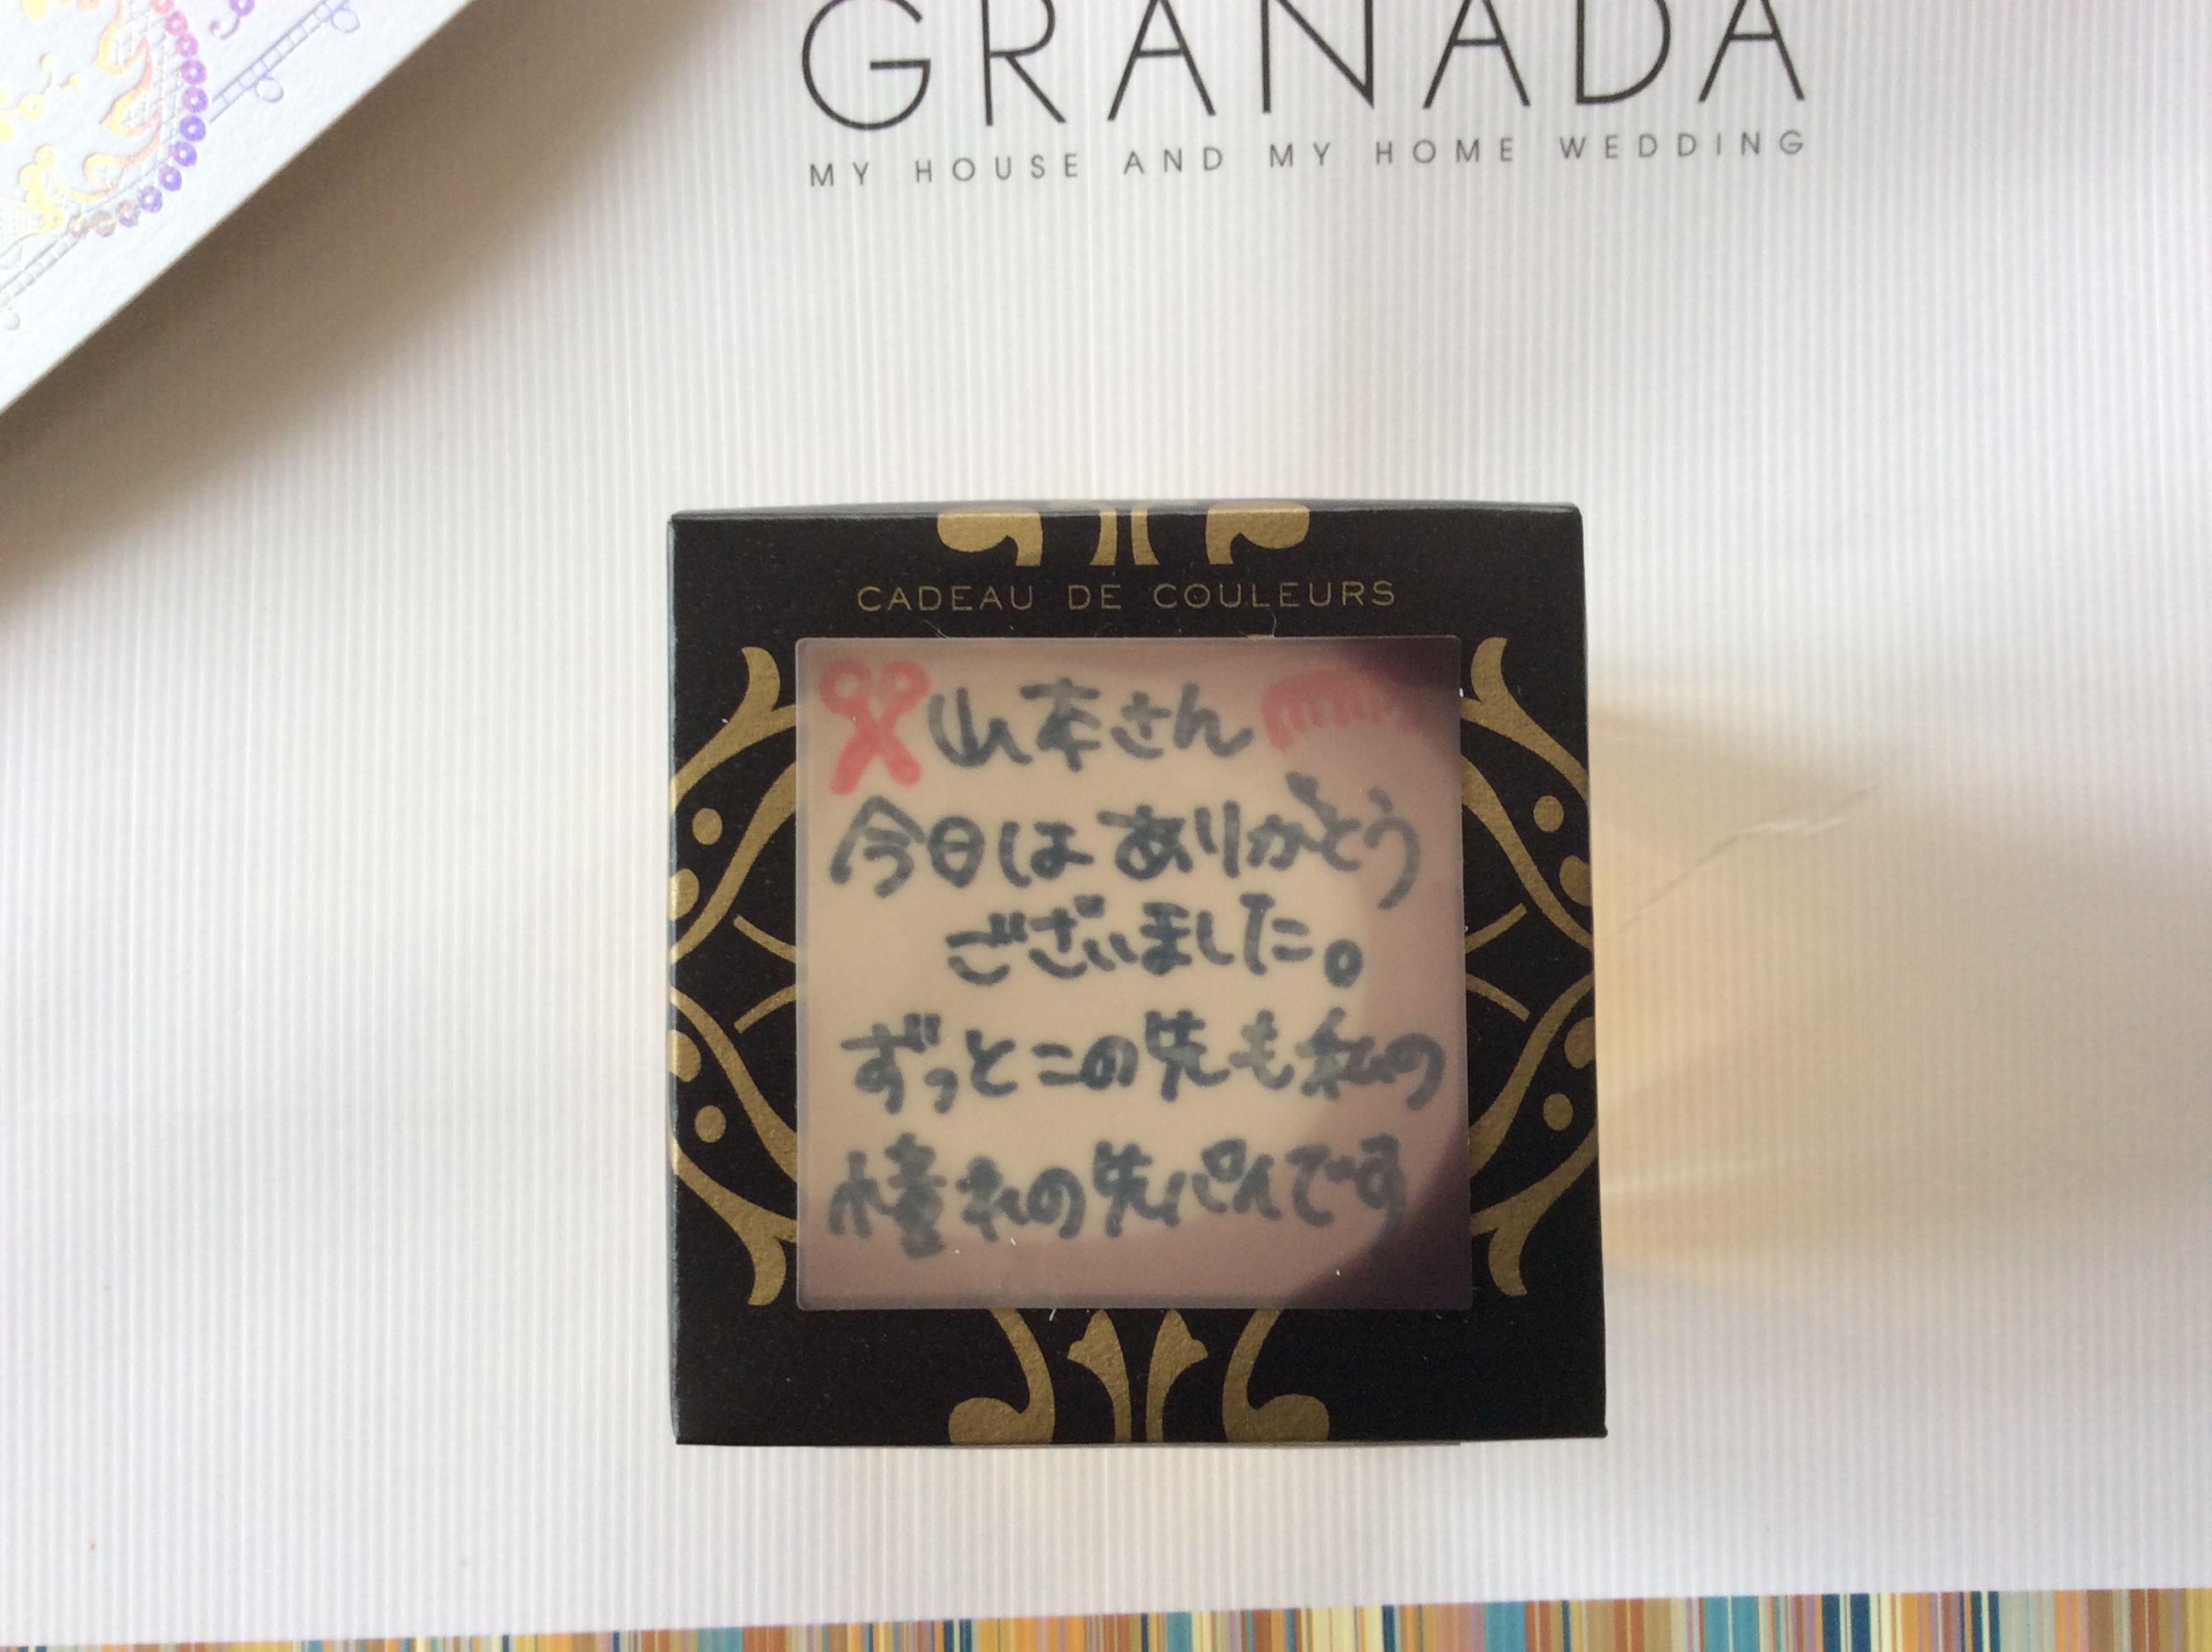 GRANADA
MY HOUSE AND MY HOME WEDDING
CADEAU DE COULEURS
山本さん
今日はありがとう
ございました。
ずっとこの先も私の
憧れの先パイです